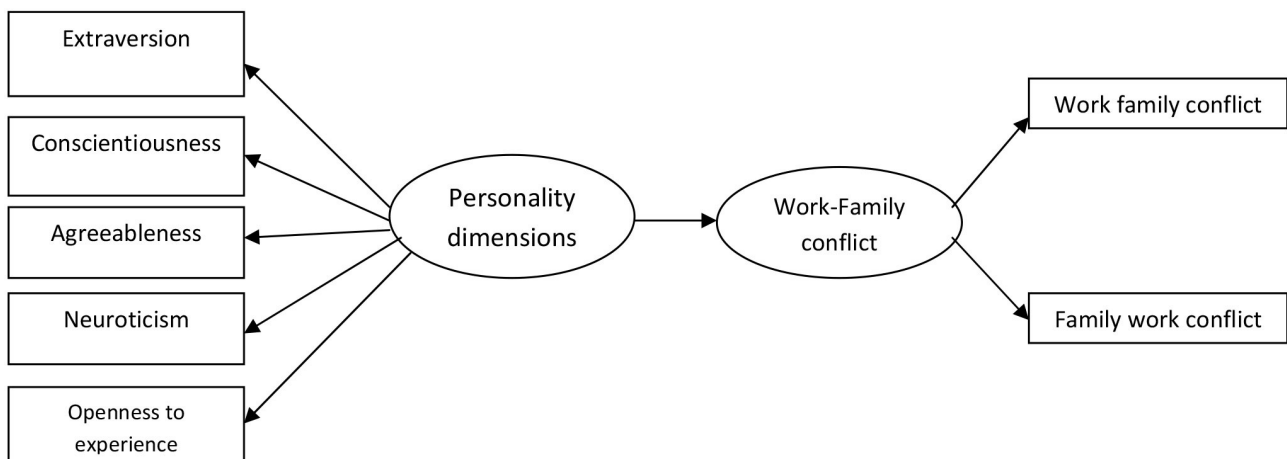 Extraversion
Conscientiousness
Agreeableness
Neuroticism
Openness to
experience
Personality
dimensions
Work-Family
conflict
Work family conflict
Family work conflict